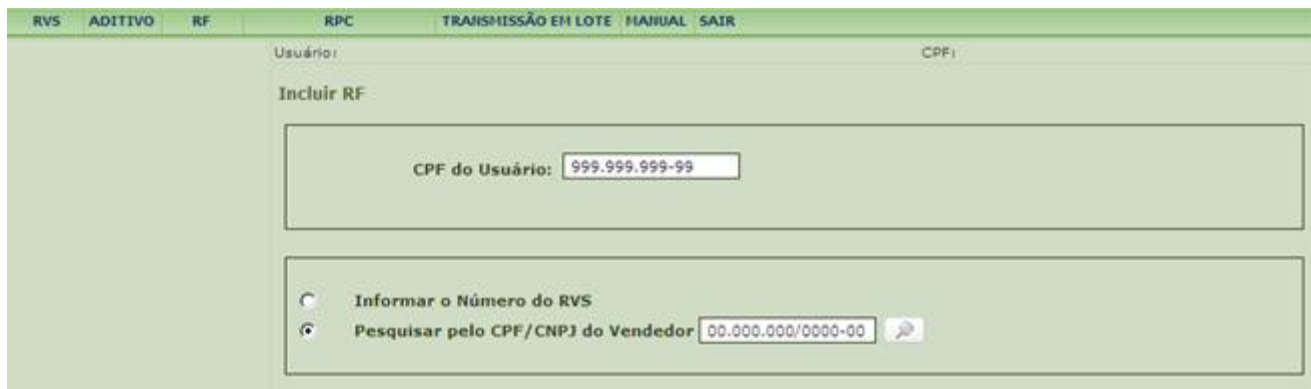 RVS ADITIVO RF RPC TRANSMISSÃO EM LOTE MANUAL SAIR
Usuário: CPF:
Incluir RF
CPF do Usuário: 999.999.999-99
Informar o Número do RVS
Pesquisar pelo CPF/CNPJ do Vendedor 00.000.000/0000-00